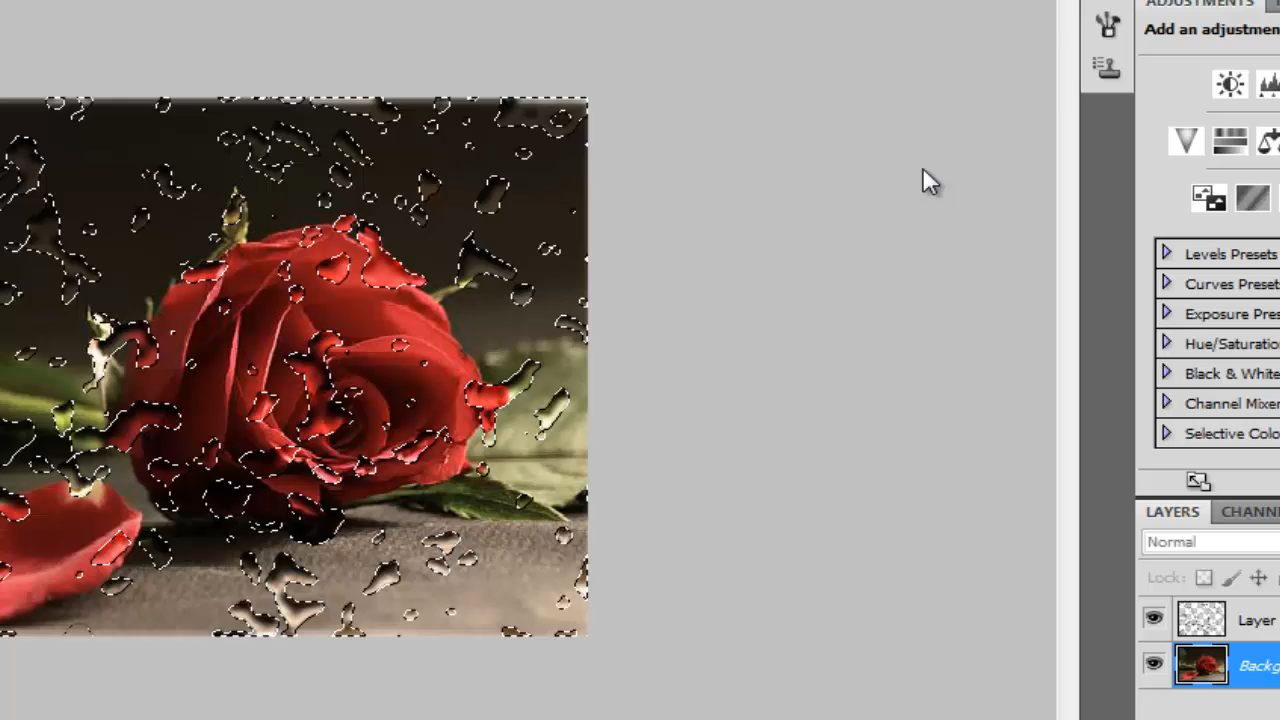 ADJUSTMENTS
Add an adjustmen
Levels Presets
Curves Preset
Exposure Pres
Hue/Saturatio
Black & White
Channel Mixer
Selective Colo
LAYERS CHANN
Normal
Lock:
Layer
Backg